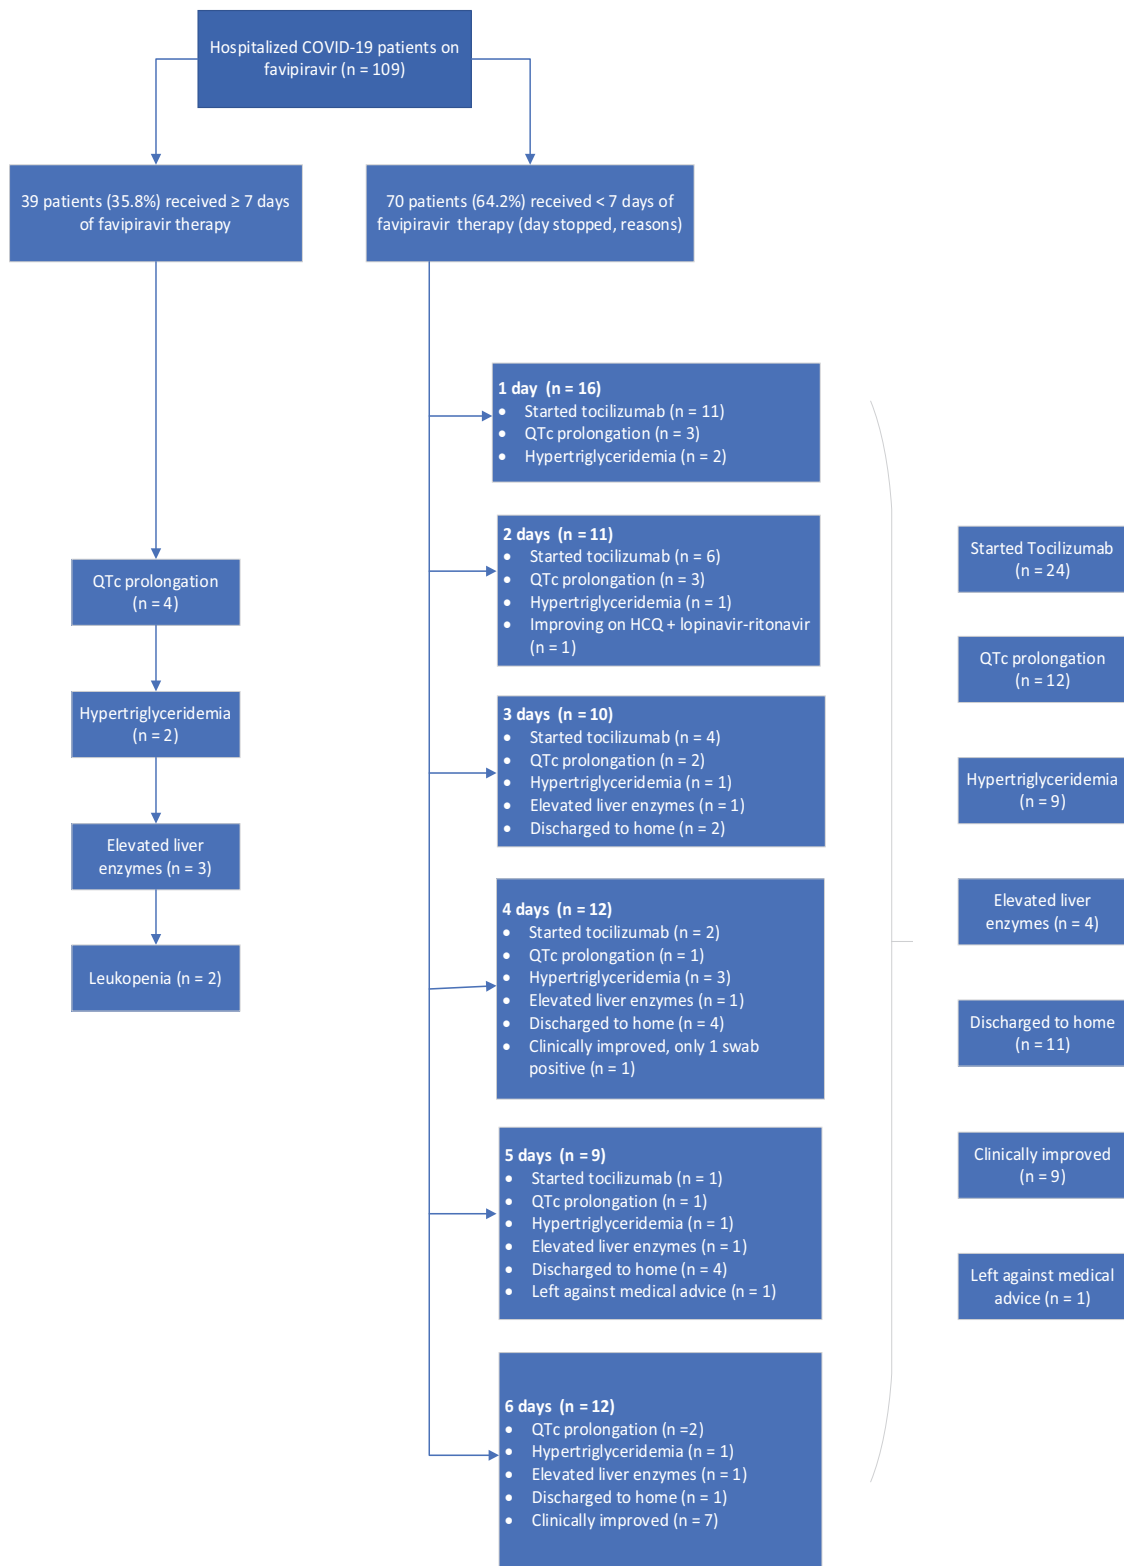 Hospitalized COVID-19 patients on
favipiravir (n = 109)
39 patients (35.8%) received ≥ 7 days
of favipiravir therapy
70 patients (64.2%) received < 7 days of
favipiravir therapy (day stopped, reasons)
QTc prolongation
(n = 4)
Hypertriglyceridemia
(n = 2)
Elevated liver
enzymes (n = 3)
Leukopenia (n = 2)
1 day (n = 16)
• Started tocilizumab (n = 11)
• QTc prolongation (n = 3)
• Hypertriglyceridemia (n = 2)
2 days (n = 11)
• Started tocilizumab (n = 6)
• QTc prolongation (n = 3)
• Hypertriglyceridemia (n = 1)
• Improving on HCQ + lopinavir-ritonavir
(n = 1)
3 days (n = 10)
• Started tocilizumab (n = 4)
• QTc prolongation (n = 2)
• Hypertriglyceridemia (n = 1)
• Elevated liver enzymes (n = 1)
• Discharged to home (n = 2)
4 days (n = 12)
• Started tocilizumab (n = 2)
• QTc prolongation (n = 1)
• Hypertriglyceridemia (n = 3)
• Elevated liver enzymes (n = 1)
• Discharged to home (n = 4)
• Clinically improved, only 1 swab
positive (n = 1)
5 days (n = 9)
• Started tocilizumab (n = 1)
• QTc prolongation (n = 1)
• Hypertriglyceridemia (n = 1)
• Elevated liver enzymes (n = 1)
• Discharged to home (n = 4)
• Left against medical advice (n = 1)
6 days (n = 12)
• QTc prolongation (n =2)
• Hypertriglyceridemia (n = 1)
• Elevated liver enzymes (n = 1)
• Discharged to home (n = 1)
• Clinically improved (n = 7)
Started Tocilizumab
(n = 24)
QTc prolongation
(n = 12)
Hypertriglyceridemia
(n = 9)
Elevated liver
enzymes (n = 4)
Discharged to home
(n = 11)
Clinically improved
(n = 9)
Left against medical
advice (n = 1)